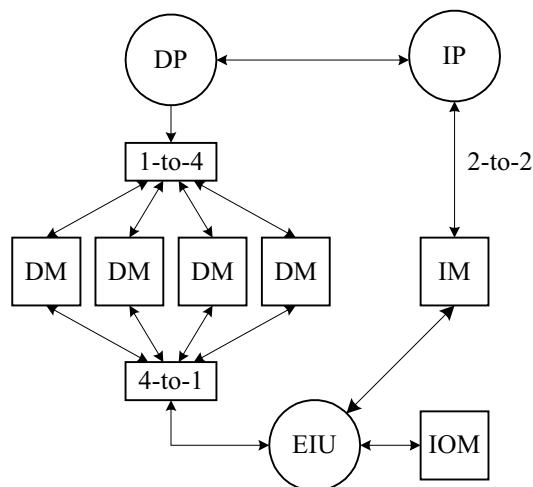 DP
IP
1-to-4
2-to-2
DM DM DM DM
IM
4-to-1
EIU
IOM